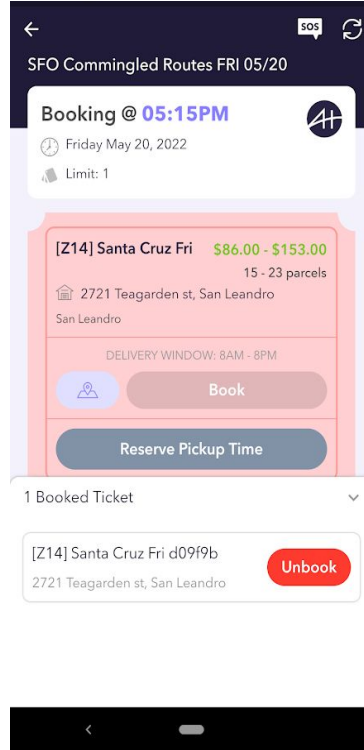 SOS
SFO Commingled Routes FRI 05/20
Booking @ 05:15PM
Friday May 20, 2022
Limit: 1
[Z14] Santa Cruz Fri $86.00 - $153.00
15 - 23 parcels
2721 Teagarden st, San Leandro
San Leandro
DELIVERY WINDOW: 8AM - 8PM
Book
Reserve Pickup Time
1 Booked Ticket
[Z14] Santa Cruz Fri d09f9b
2721 Teagarden st, San Leandro
Unbook